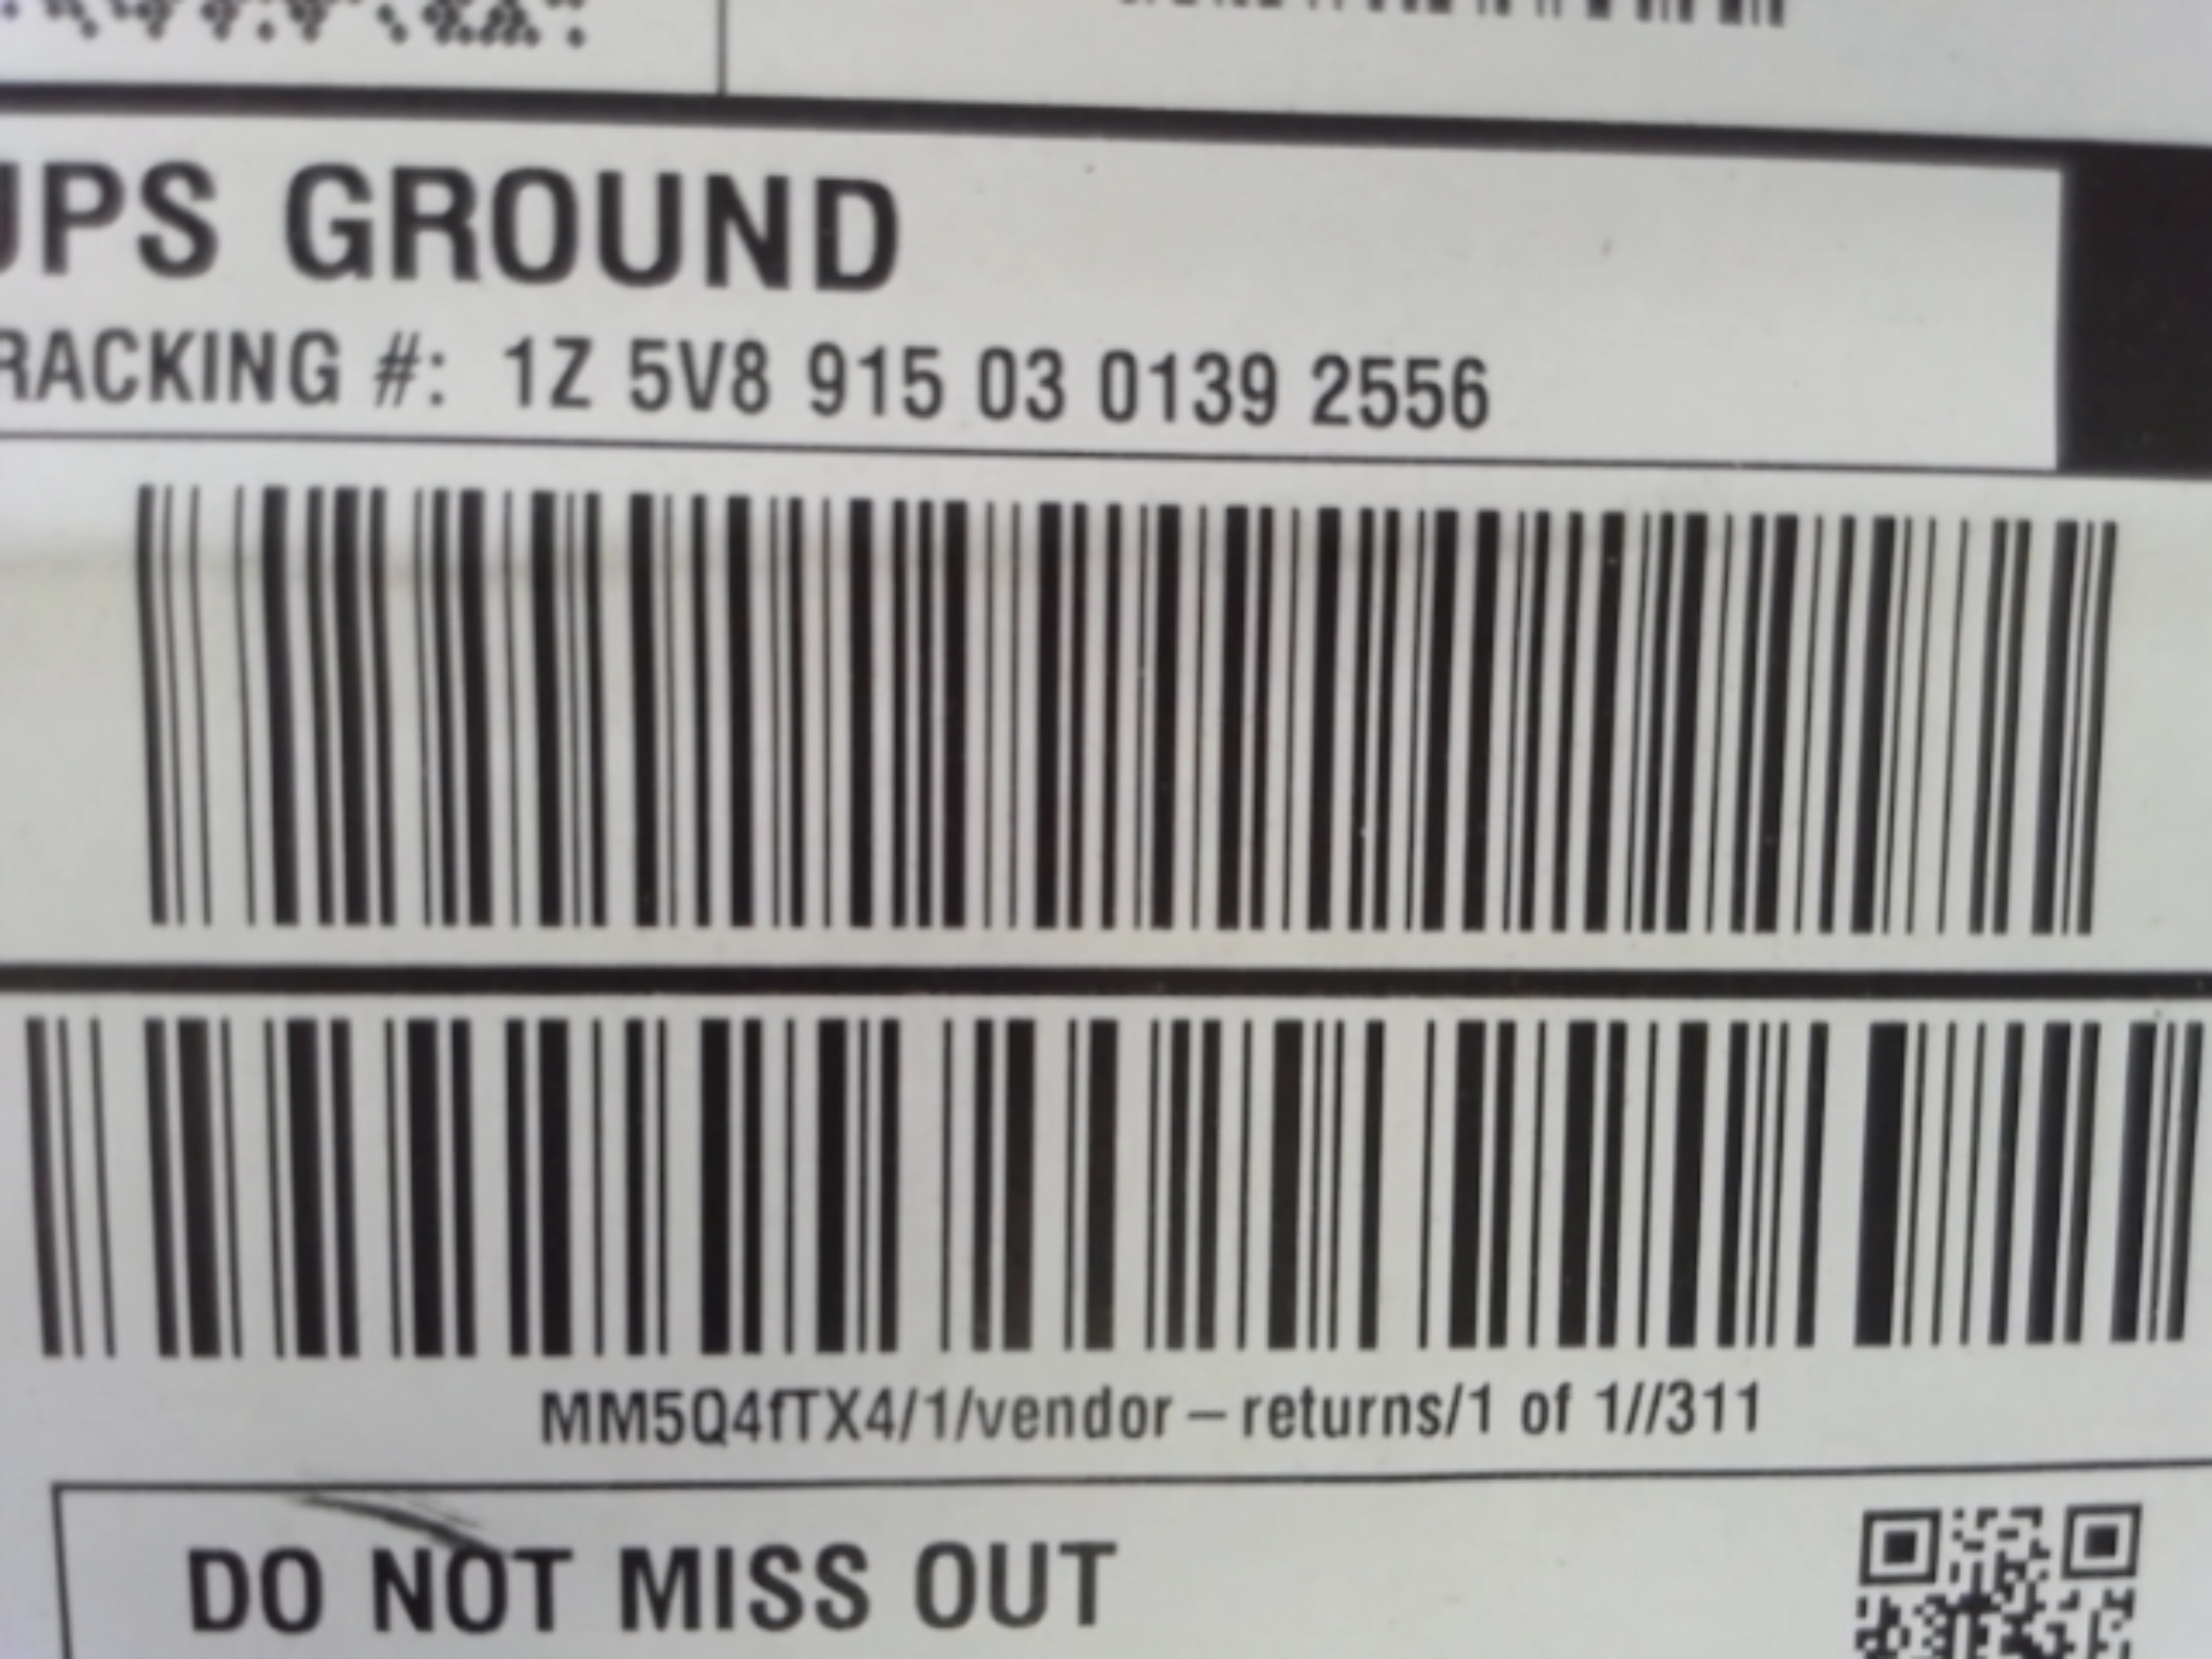 UPS GROUND
TRACKING #: 1Z 5V8 915 03 0139 2556
MM5Q4fTX4/1/vendor–returns/1 of 1//311
DO NOT MISS OUT